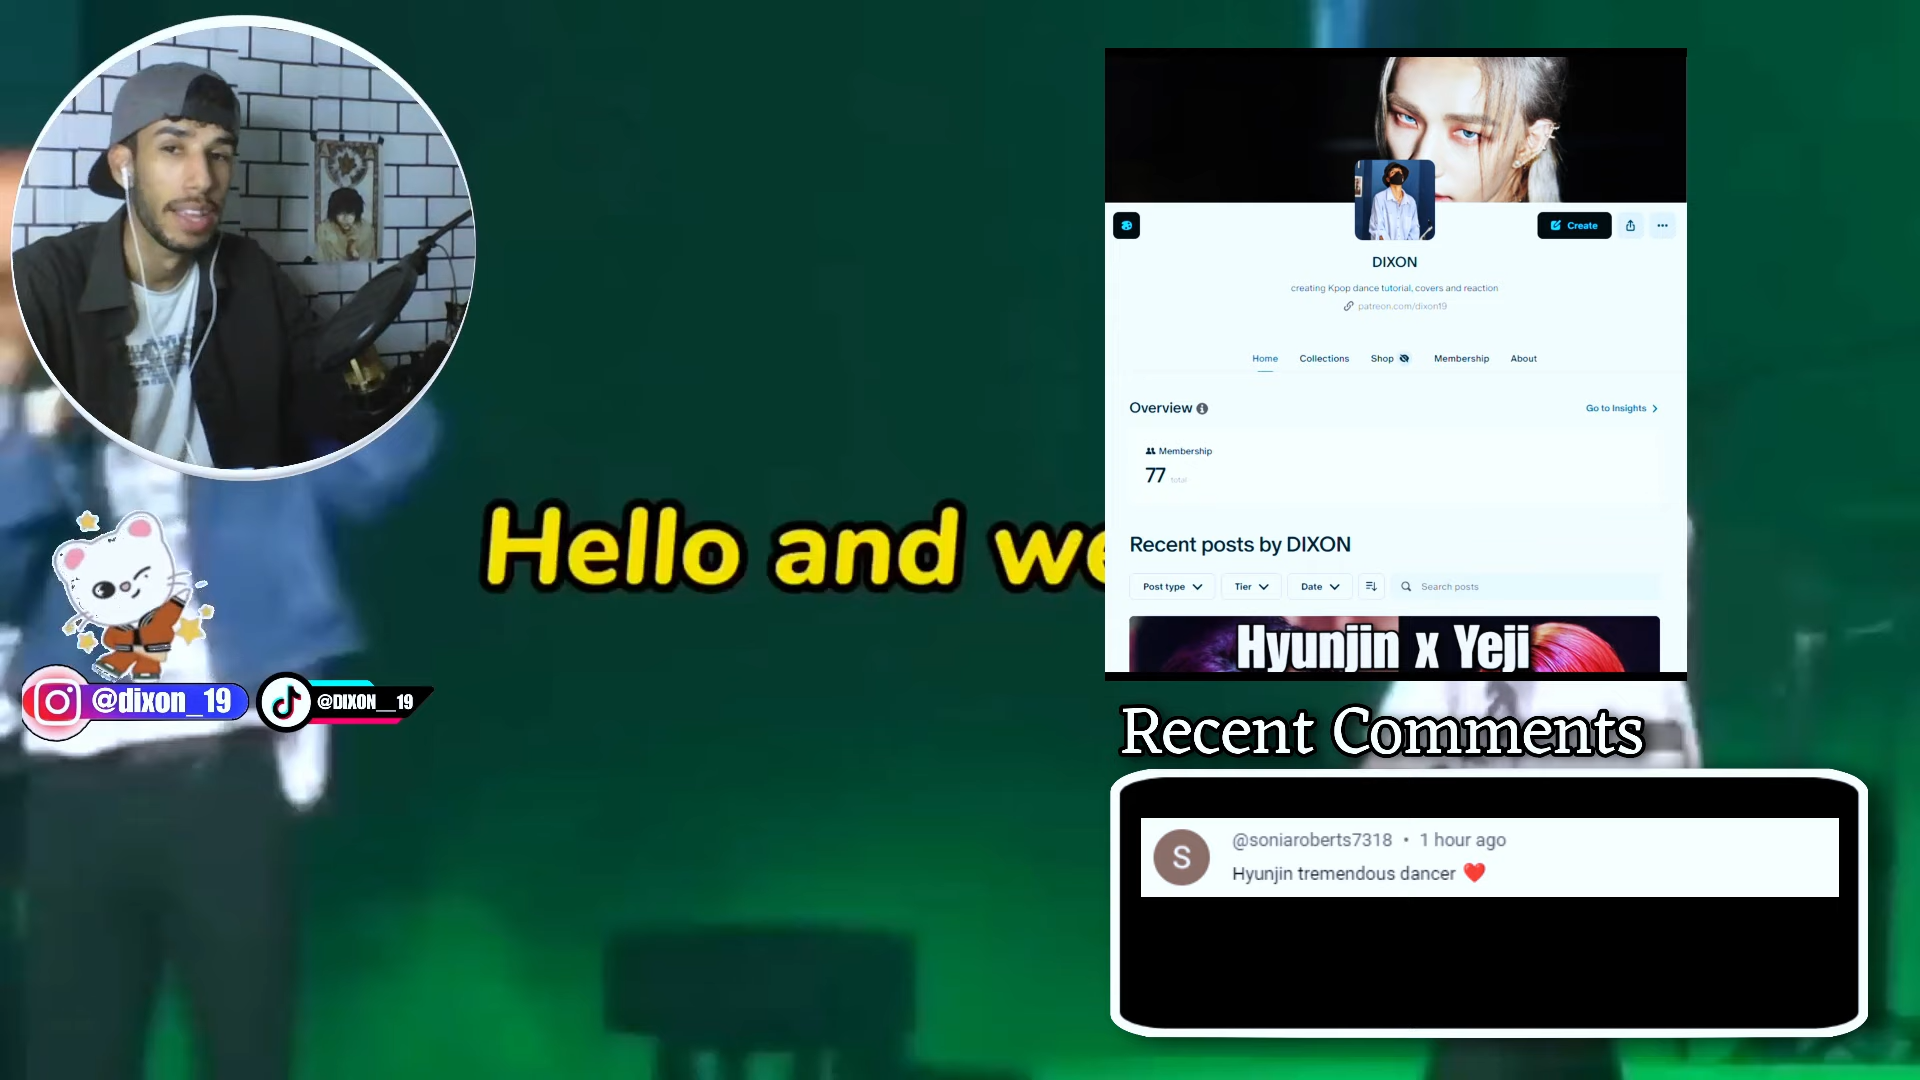 Hello and we
@dixon_19
@DIXON_19
Create
DIXON
creating Kpop dance tutorial, covers and reaction
patreon.com/dixon19
Home Collections Shop Membership About
Overview
Go to Insights
Membership
77 total
Recent posts by DIXON
Post type Tier Date Search posts
Hyunjin x Yeji
Recent Comments
S
@soniaroberts7318 • 1 hour ago
Hyunjin tremendous dancer ❤️